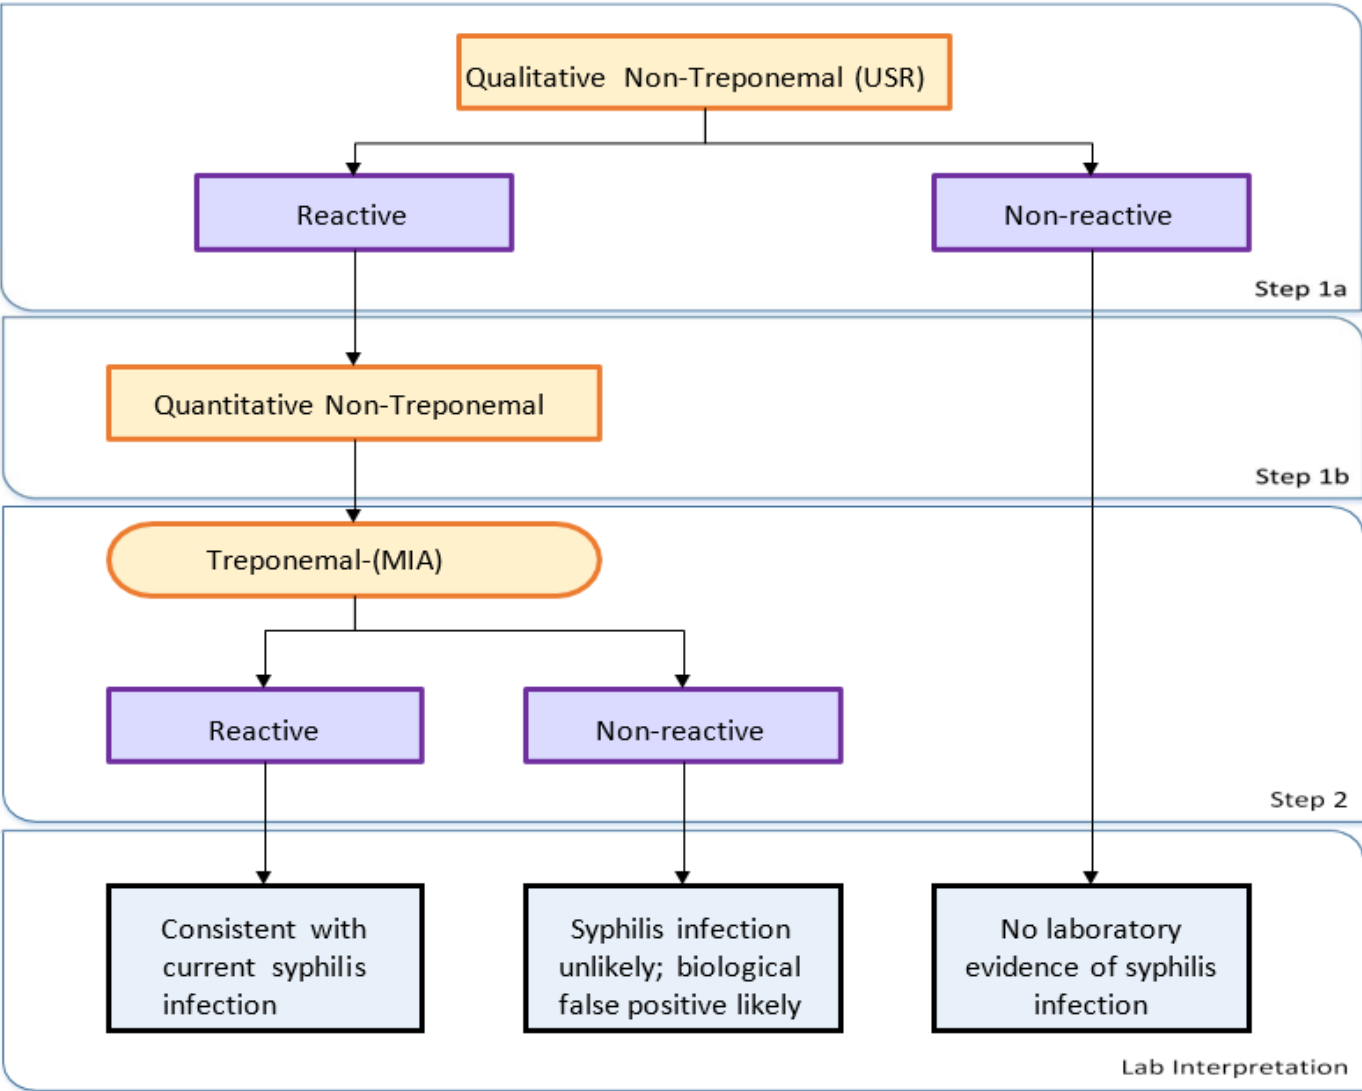 Qualitative Non-Treponemal (USR)
Reactive
Non-reactive
Step 1a
Quantitative Non-Treponemal
Step 1b
Treponemal-(MIA)
Reactive
Non-reactive
Step 2
Consistent with
current syphilis
infection
Syphilis infection
unlikely; biological
false positive likely
No laboratory
evidence of syphilis
infection
Lab Interpretation